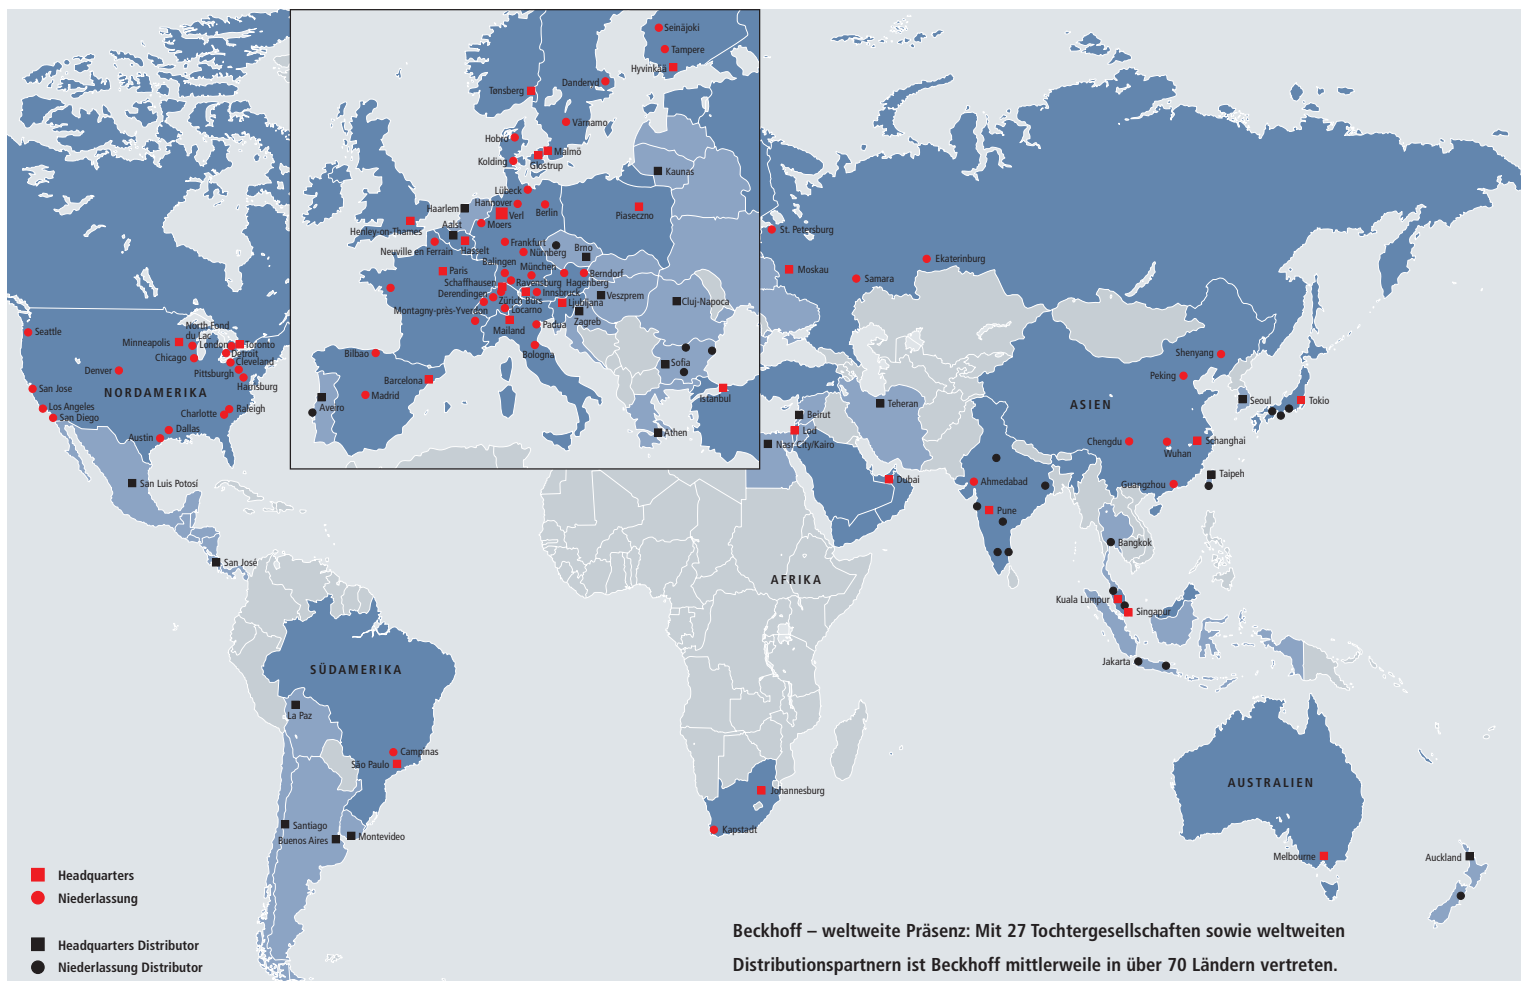 Seinäjoki
Tampere
Hyvinkää
Dandervd
Tønsberg
Värnamo
Hobro
Malmö
Kolding
Glostrup
Kaunas
Lübeck
Haarlem
Hannover
Verl
Berlin
Piaseczno
Henley-on-Thames
Aalst
Moers
Neuville en Ferrain
Hasselt
Frankfurt
Nürnberg
Brno
Paris
Balingen
München
Berndorf
Schaffhausen
Ravensburg
Hagenberg
Derendingen
Innsbruck
Veszprem
Zürich
Bürs
Ljubljana
Cluj-Napoca
Montagny-près-Yverdon
Locarno
Zagreb
Mailand
Padua
Bilbao
Bologna
Sofia
Barcelona
Madrid
Istanbul
Aveiro
Athen
Seattle
North Fond
du Lac
Minneapolis
London
Toronto
Detroit
Chicago
Cleveland
Denver
Pittsburgh
Harrisburg
San Jose
NORDAMERIKA
Los Angeles
San Diego
Charlotte
Raleigh
Dallas
Austin
San Luis Potosí
San José
SÜDAMERIKA
La Paz
Campinas
São Paulo
Santiago
Buenos Aires
Montevideo
St. Petersburg
Moskau
Ekaterinburg
Samara
Shenyang
Peking
Teheran
ASIEN
Seoul
Tokio
Beirut
Lod
Nasr City/Kairo
Chengdu
Wuhan
Schanghai
Dubai
Ahmedabad
Guangzhou
Taipeh
Pune
Bangkok
AFRIKA
Kuala Lumpur
Singapur
Jakarta
Johannesburg
Kapstadt
AUSTRALIEN
Melbourne
Auckland
Headquarters
Niederlassung
Headquarters Distributor
Niederlassung Distributor
Beckhoff – weltweite Präsenz: Mit 27 Tochtergesellschaften sowie weltweiten
Distributionspartnern ist Beckhoff mittlerweile in über 70 Ländern vertreten.